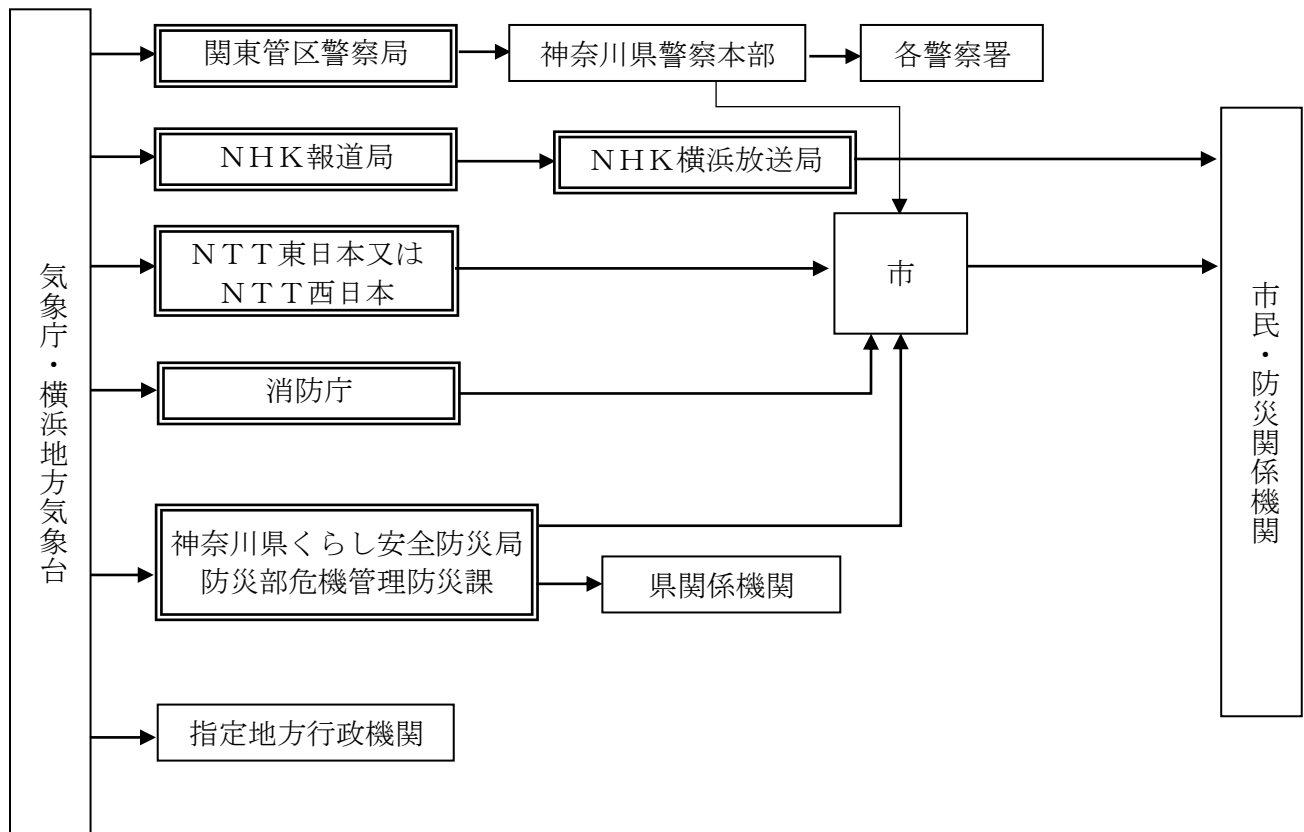 気象庁・横浜地方気象台
関東管区警察局
神奈川県警察本部
各警察署
NHK報道局
NHK横浜放送局
NTT東日本又は
NTT西日本
市
消防庁
神奈川県くらし安全防災局
防災部危機管理防災課
県関係機関
指定地方行政機関
市民・防災関係機関